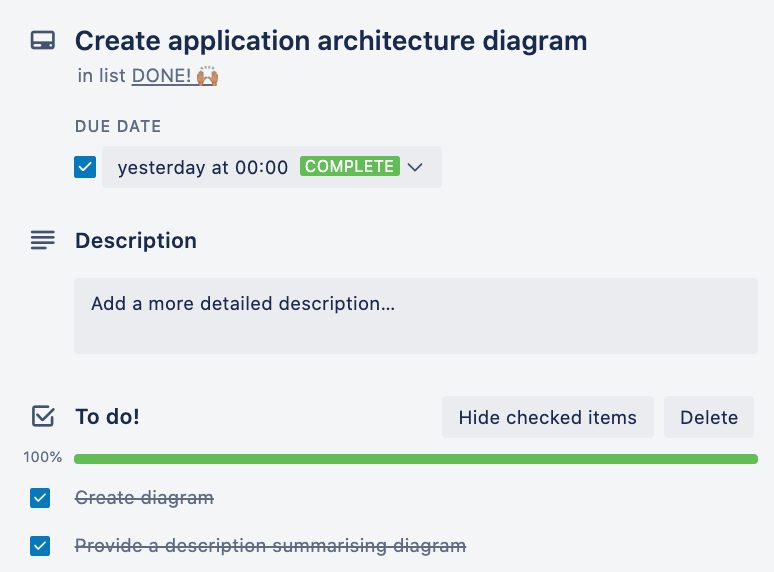 Create application architecture diagram
in list DONE! 🙌🏽
DUE DATE
yesterday at 00:00 COMPLETE
Description
Add a more detailed description...
To do!
Hide checked items Delete
100%
Create diagram
Provide a description summarising diagram